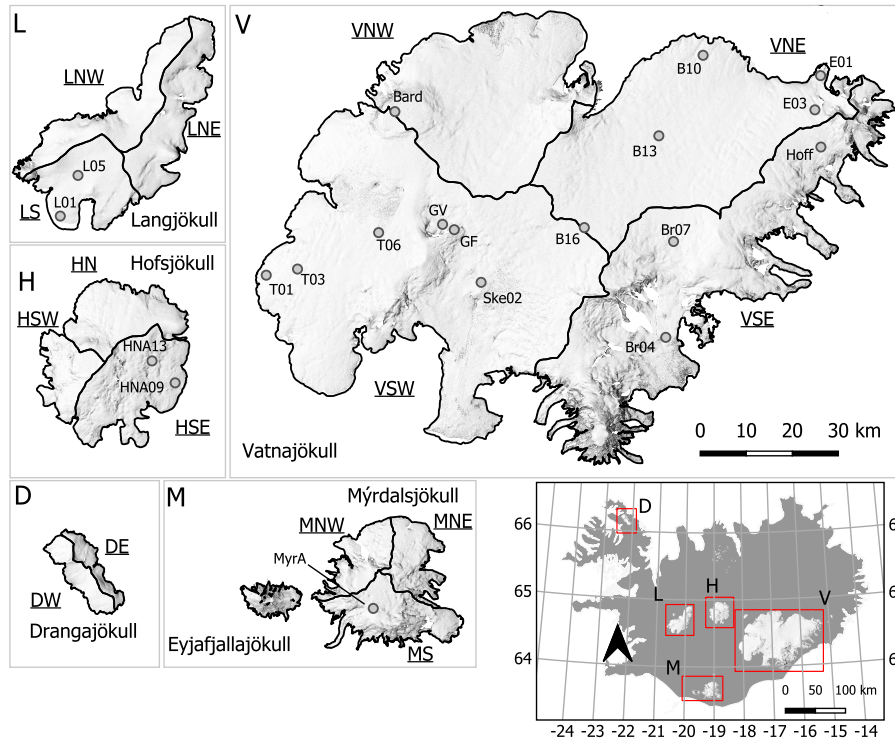 L
LNW
LNE
L05
L01
LS
Langjökull
H
HN
Hofsjökull
HSW
HNA13
HNA09
HSE
V
VNW
VNE
E01
B10
Bard
E03
B13
Hoff
GV
GF
T06
B16
Br07
T03
T01
Ske02
VSE
Br04
VSW
Vatnajökull
0 10 20 30 km
D
DE
DW
Drangajökull
M
Mýrdalsjökull
MNW
MNE
MyrA
Eyjafjallajökull
MS
D
66
6
L
H
V
65
6
M
64
6
0 50 100 km
-24 -22 -21 -20 -19 -18 -17 -16 -15 -14